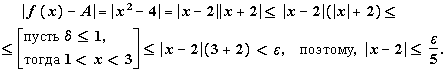 |f(x)−A|=|x²−4|=|x−2||x+2|≤ |x−2|(|x|+2)≤
≤[пусть δ≤1, тогда 1<x<3]≤|x−2|(3+2)<ε, поэтому, |x−2|≤ε/5.